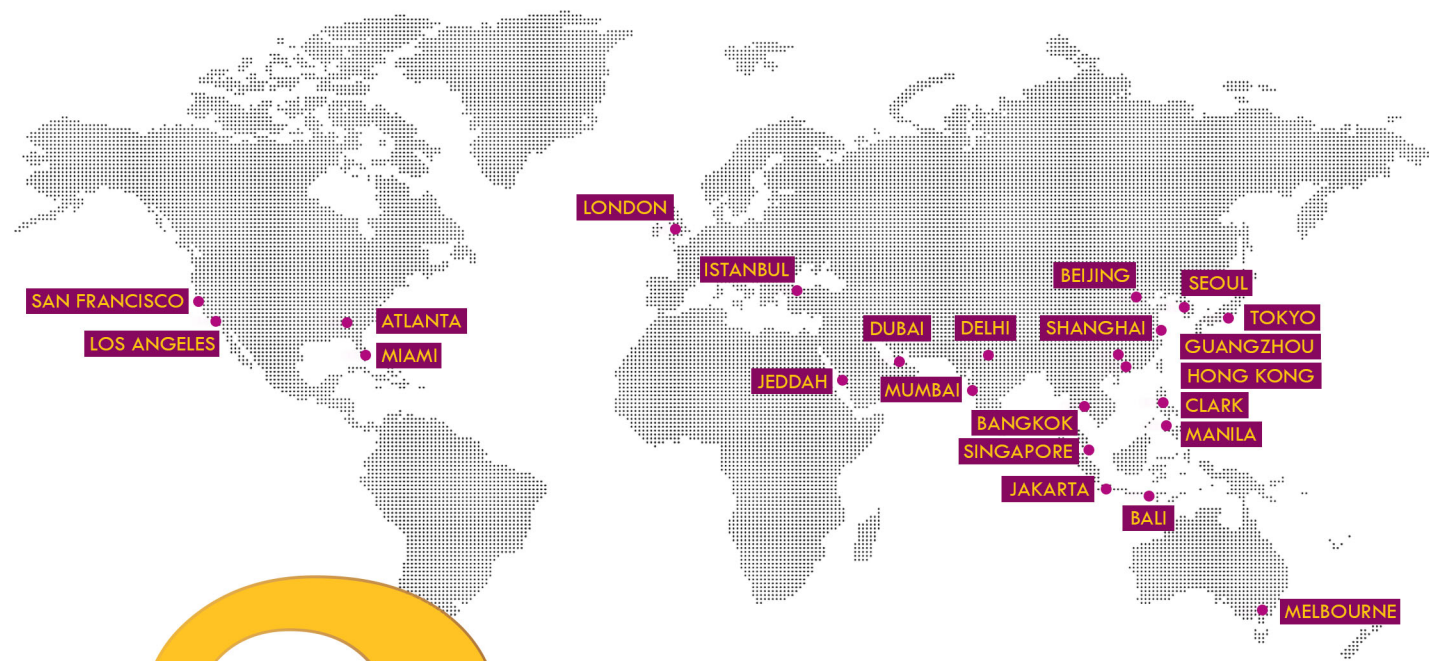 LONDON
ISTANBUL
BEIJING
SEOUL
SAN FRANCISCO
ATLANTA
TOKYO
LOS ANGELES
MIAMI
DUBAI
DELHI
SHANGHAI
GUANGZHOU
HONG KONG
JEDDAH
MUMBAI
CLARK
BANGKOK
MANILA
SINGAPORE
JAKARTA
BALI
MELBOURNE